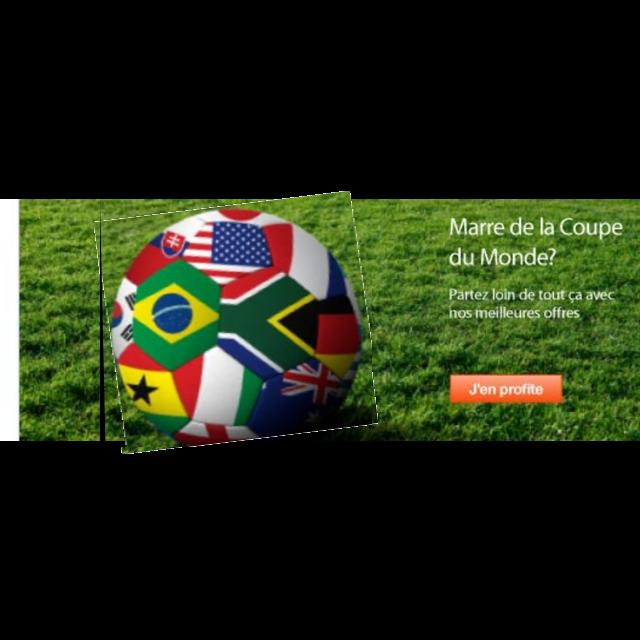 Marre de la Coupe
du Monde?
Partez loin de tout ça avec
nos meilleures offres
J'en profite